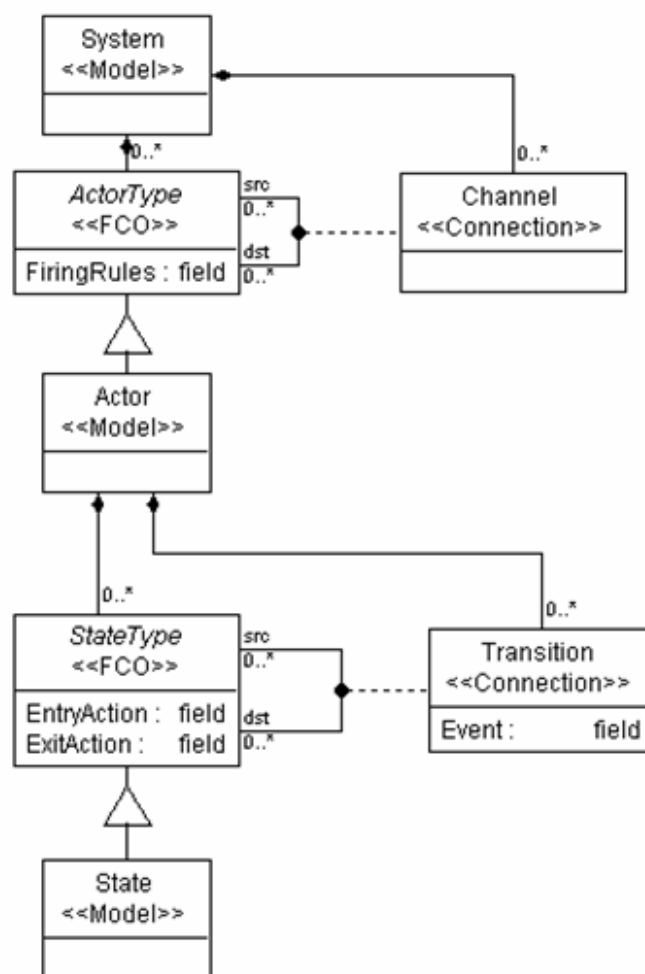 System
<<Model>>
0..*
0..*
ActorType
<<FCO>>
FiringRules : field
src
0..*
dst
0..*
Channel
<<Connection>>
Actor
<<Model>>
0..*
0..*
StateType
<<FCO>>
EntryAction : field
ExitAction : field
src
0..*
dst
0..*
Transition
<<Connection>>
Event : field
State
<<Model>>